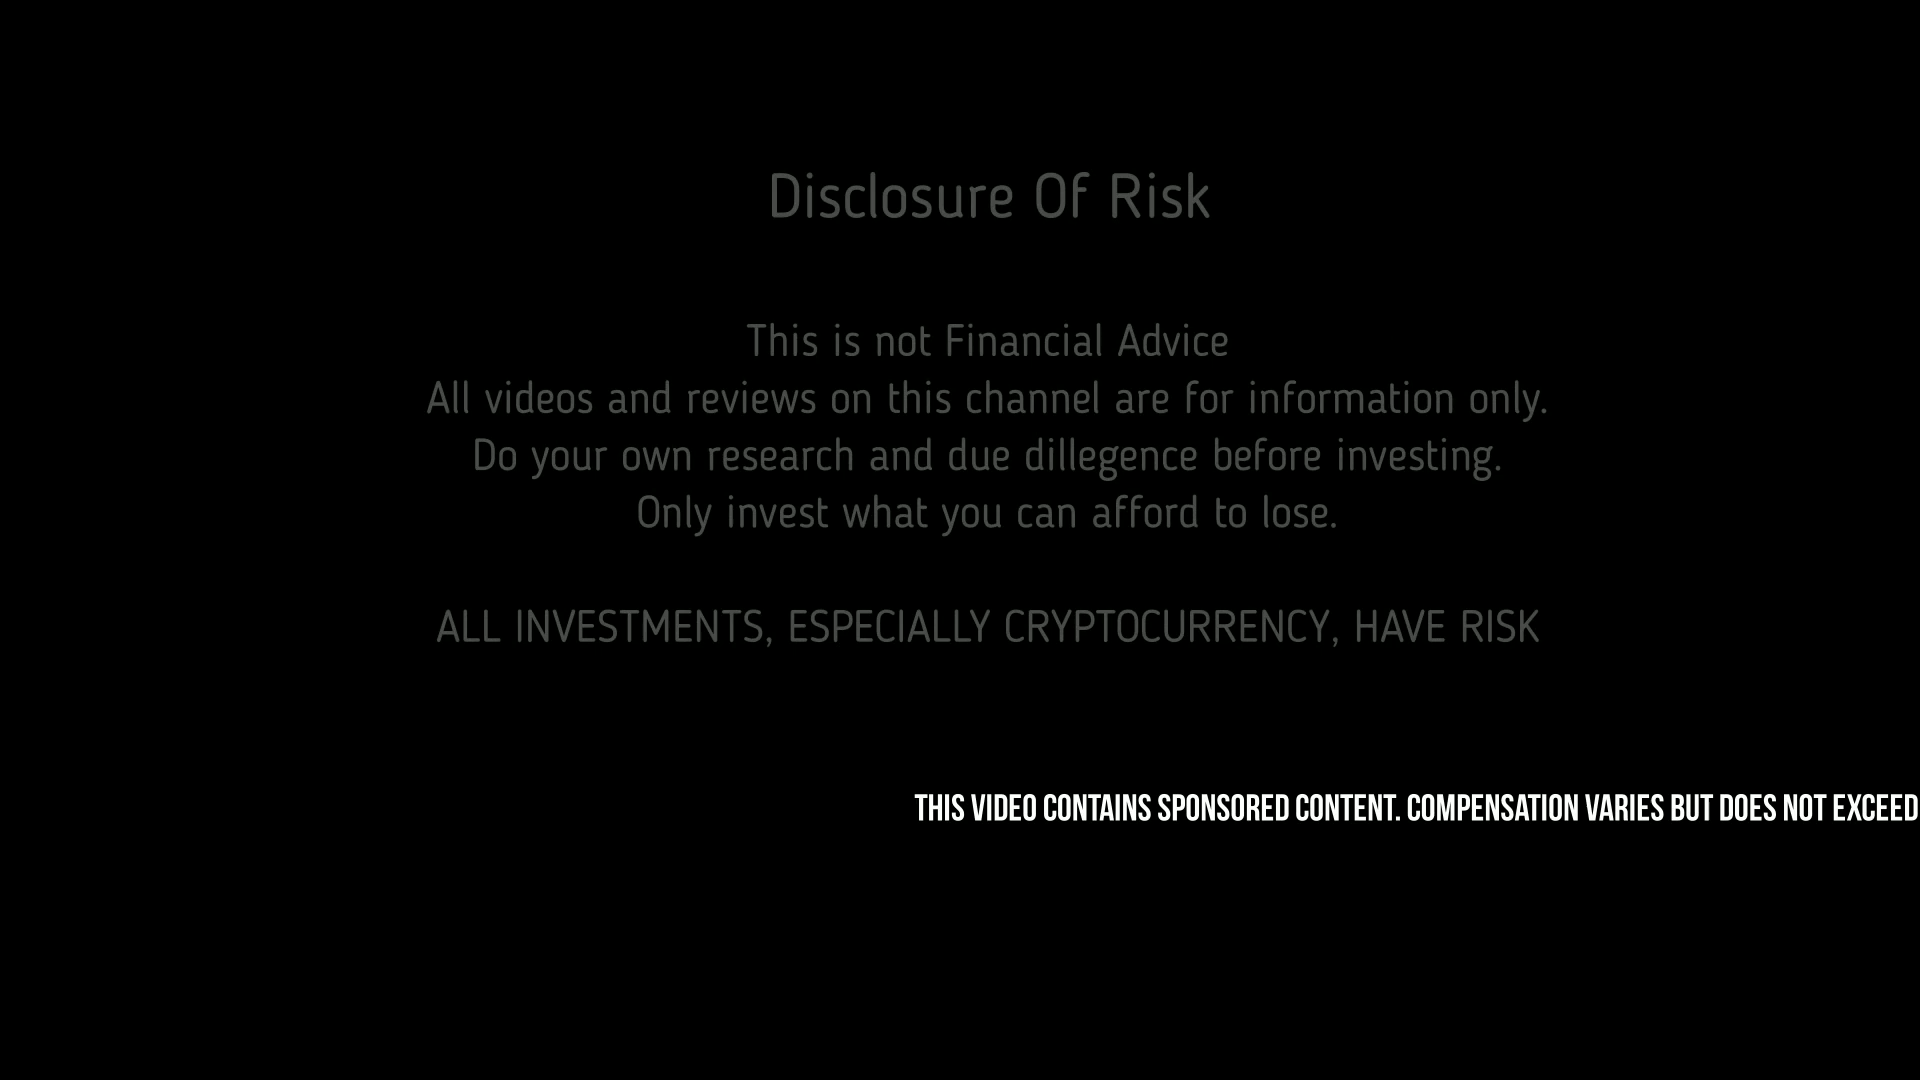 Disclosure Of Risk
This is not Financial Advice
All videos and reviews on this channel are for information only.
Do your own research and due dillegence before investing.
Only invest what you can afford to lose.
ALL INVESTMENTS, ESPECIALLY CRYPTOCURRENCY, HAVE RISK
THIS VIDEO CONTAINS SPONSORED CONTENT. COMPENSATION VARIES BUT DOES NOT EXCEED